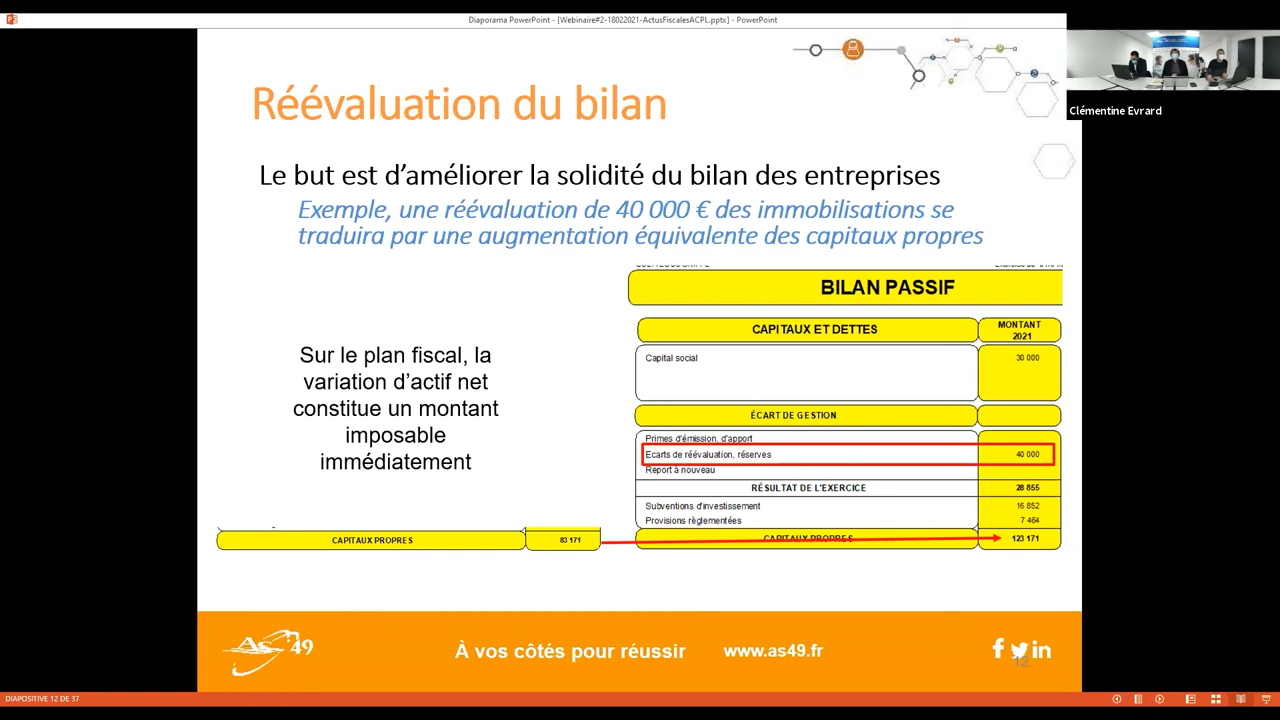 Diaporama PowerPoint - [Webinaire#2-18022021-ActusFiscalesACPL.pptx] - PowerPoint
Clémentine Evrard
Réévaluation du bilan
Le but est d'améliorer la solidité du bilan des entreprises
Exemple, une réévaluation de 40 000 € des immobilisations se
traduira par une augmentation équivalente des capitaux propres
BILAN PASSIF
CAPITAUX ET DETTES
MONTANT
2021
Capital social 30 000
ÉCART DE GESTION
Primes d'émission, d'apport
Ecarts de réévaluation, réserves 40 000
Report à nouveau
RÉSULTAT DE L'EXERCICE 28 855
Subventions d'investissement 16 852
Provisions règlementées 7 464
CAPITAUX PROPRES 123 171
Sur le plan fiscal, la
variation d'actif net
constitue un montant
imposable
immédiatement
CAPITAUX PROPRES 83 171
As 49
À vos côtés pour réussir
www.as49.fr
12
DIAPOSITIVE 12 DE 37